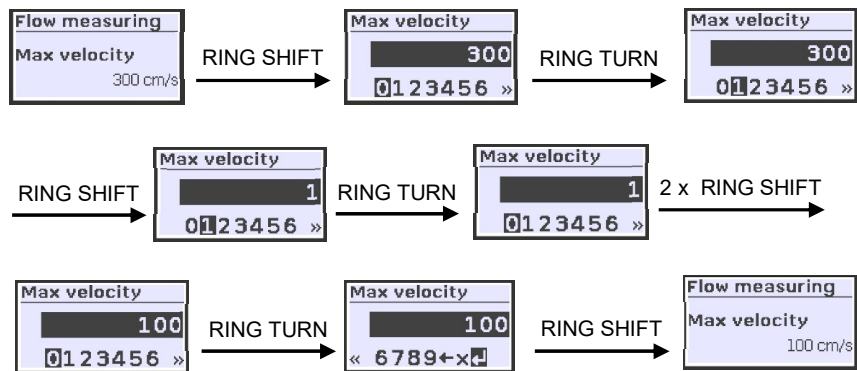 Flow measuring
Max velocity
300 cm/s
RING SHIFT
Max velocity
300
0123456 »
RING TURN
Max velocity
300
0123456 »
RING SHIFT
Max velocity
1
0123456 »
RING TURN
Max velocity
1
0123456 »
2 x RING SHIFT
Max velocity
100
0123456 »
RING TURN
Max velocity
100
« 6789←x↵
RING SHIFT
Flow measuring
Max velocity
100 cm/s